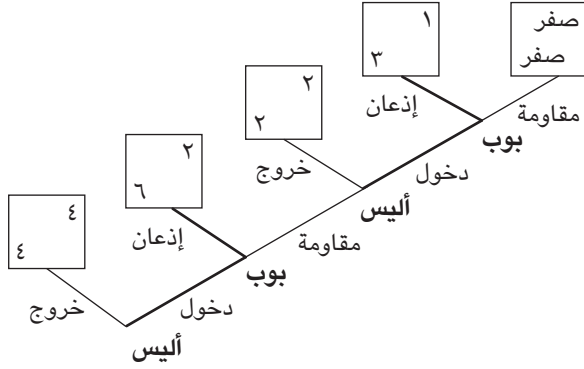 صفر
صفر
١
٣
مقاومة
إذعان
بوب
٢
٢
دخول
خروج
أليس
٢
٦
مقاومة
إذعان
بوب
٤
٤
دخول
خروج
أليس